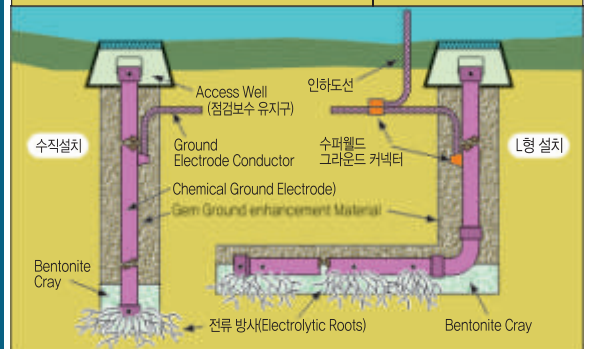 Access Well
(점검보수 유지구)
인하도선
수직설치
Ground
Electrode Conductor
수퍼웰드
그라운드 커넥터
L형 설치
Chemical Ground Electrode)
Gem Ground enhancement Material
Bentonite
Cray
전류 방사(Electrolytic Roots)
Bentonite Cray